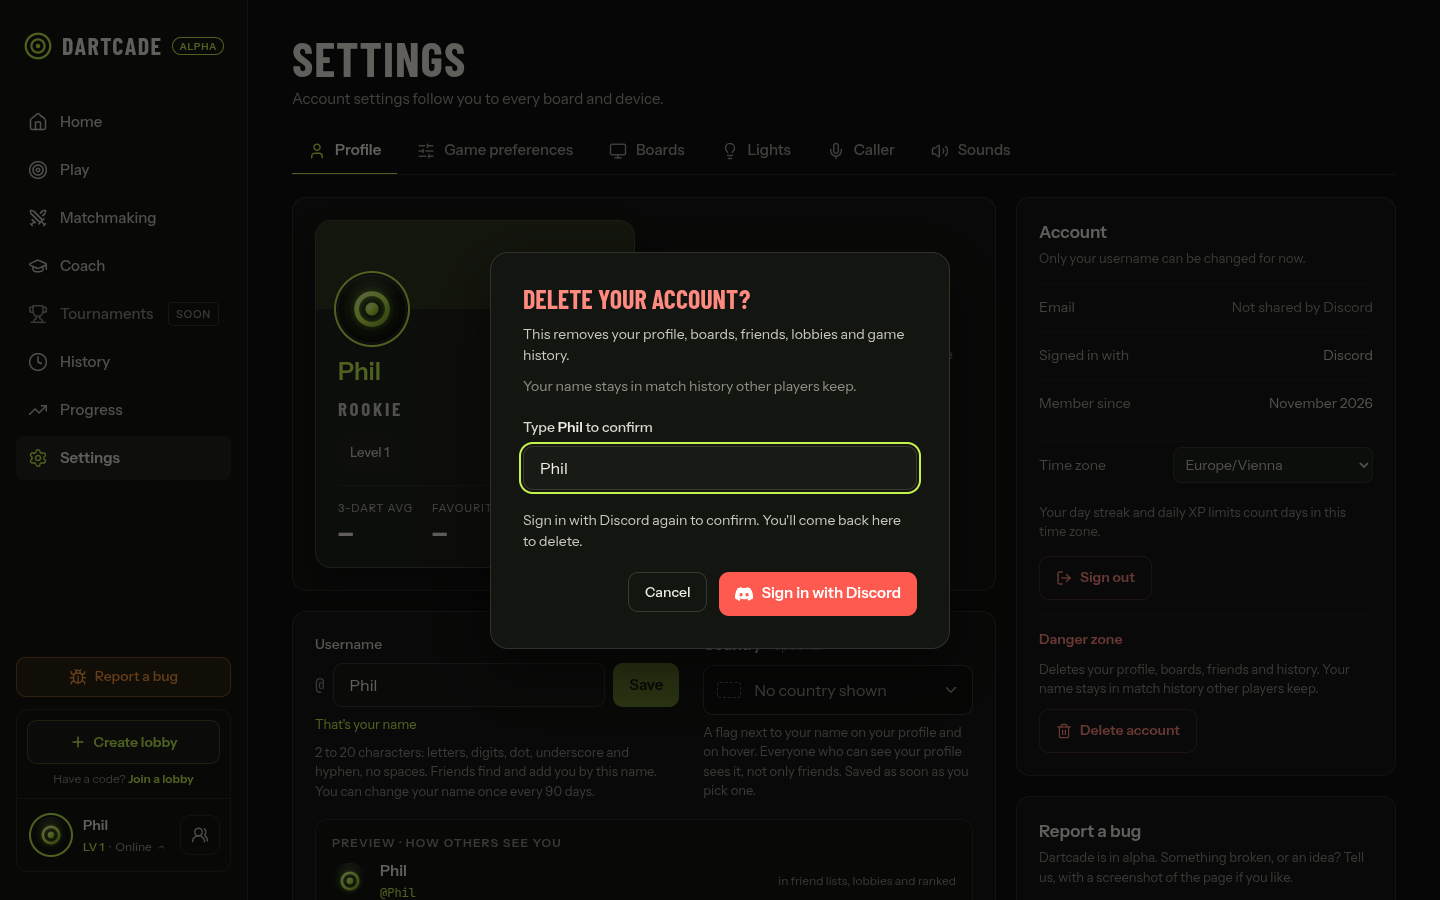 DARTCADE ALPHA
Home
Play
Matchmaking
Coach
Tournaments SOON
History
Progress
Settings
Report a bug
Create lobby
Have a code? Join a lobby
Phil
LV 1 · Online
SETTINGS
Account settings follow you to every board and device.
Profile Game preferences Boards Lights Caller Sounds
Phil
ROOKIE
Level 1
3-DART AVG
–
–
DELETE YOUR ACCOUNT?
This removes your profile, boards, friends, lobbies and game
history.
Your name stays in match history other players keep.
Type Phil to confirm
Phil
Sign in with Discord again to confirm. You'll come back here
to delete.
Cancel Sign in with Discord
Username
@ Phil Save
That's your name
2 to 20 characters: letters, digits, dot, underscore and
hyphen, no spaces. Friends find and add you by this name.
You can change your name once every 90 days.
No country shown
A flag next to your name on your profile and
on hover. Everyone who can see your profile
sees it, not only friends. Saved as soon as you
pick one.
PREVIEW · HOW OTHERS SEE YOU
Phil
@Phil
in friend lists, lobbies and ranked
Account
Only your username can be changed for now.
Email Not shared by Discord
Signed in with Discord
Member since November 2026
Time zone Europe/Vienna
Your day streak and daily XP limits count days in this
time zone.
Sign out
Danger zone
Deletes your profile, boards, friends and history. Your
name stays in match history other players keep.
Delete account
Report a bug
Dartcade is in alpha. Something broken, or an idea? Tell
us, with a screenshot of the page if you like.